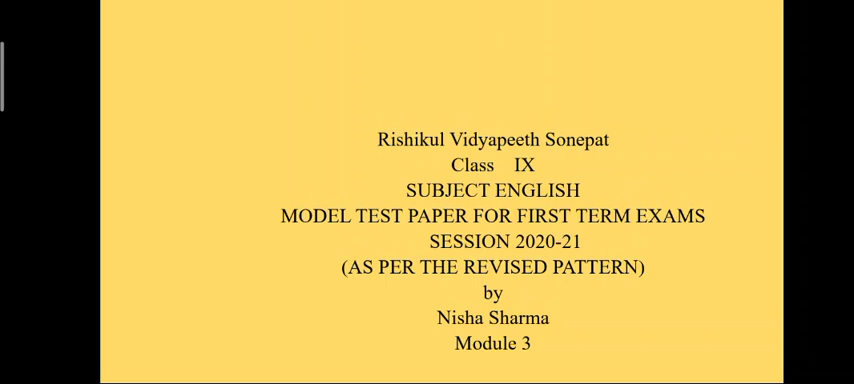 Rishikul Vidyapeeth Sonepat
Class IX
SUBJECT ENGLISH
MODEL TEST PAPER FOR FIRST TERM EXAMS
SESSION 2020-21
(AS PER THE REVISED PATTERN)
by
Nisha Sharma
Module 3